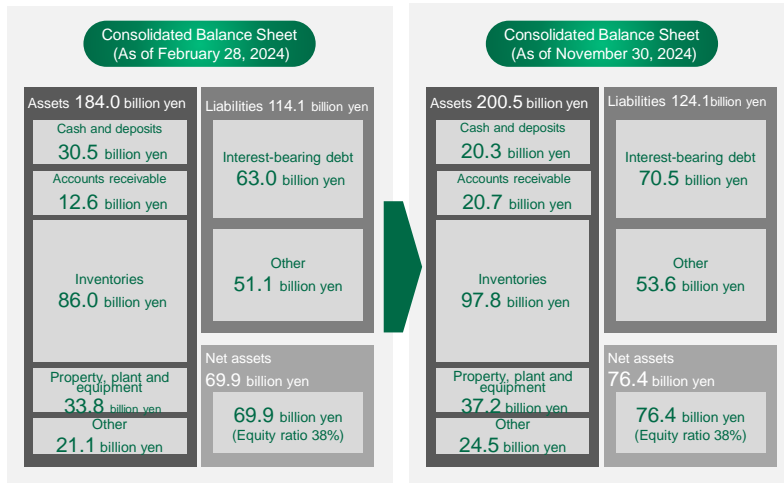 Consolidated Balance Sheet
(As of February 28, 2024)
Assets 184.0 billion yen
Cash and deposits
30.5 billion yen
Accounts receivable
12.6 billion yen
Inventories
86.0 billion yen
Property, plant and
equipment
33.8 billion yen
Other
21.1 billion yen
Liabilities 114.1 billion yen
Interest-bearing debt
63.0 billion yen
Other
51.1 billion yen
Net assets
69.9 billion yen
69.9 billion yen
(Equity ratio 38%)
Consolidated Balance Sheet
(As of November 30, 2024)
Assets 200.5 billion yen
Cash and deposits
20.3 billion yen
Accounts receivable
20.7 billion yen
Inventories
97.8 billion yen
Property, plant and
equipment
37.2 billion yen
Other
24.5 billion yen
Liabilities 124.1billion yen
Interest-bearing debt
70.5 billion yen
Other
53.6 billion yen
Net assets
76.4 billion yen
76.4 billion yen
(Equity ratio 38%)